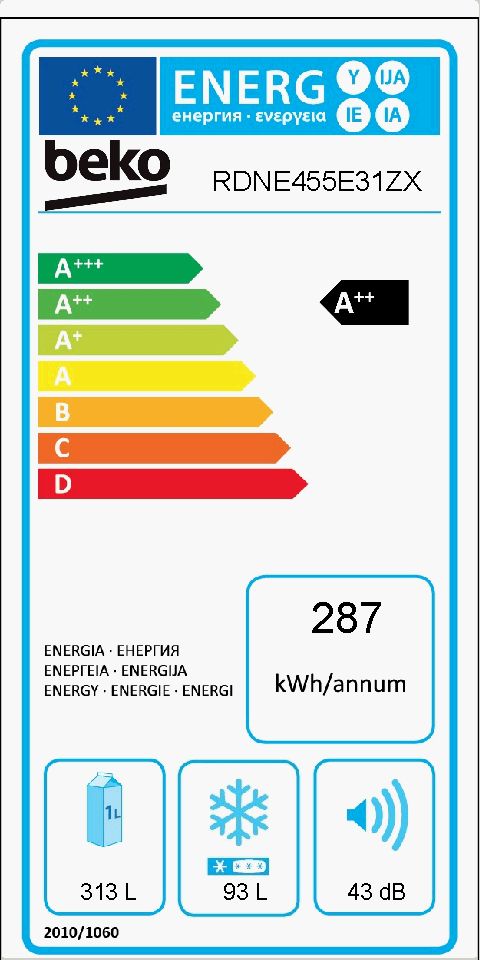 ENERG Y IJA
енергия · ενεργεια IE IA
beko
RDNE455E31ZX
A+++
A++
A++
A+
A
B
C
D
287
kWh/annum
ENERGIA · ЕНЕРГИЯ
ΕΝΕΡΓΕΙΑ · ENERGIJA
ENERGY · ENERGIE · ENERGI
1L
313 L
93 L
43 dB
2010/1060